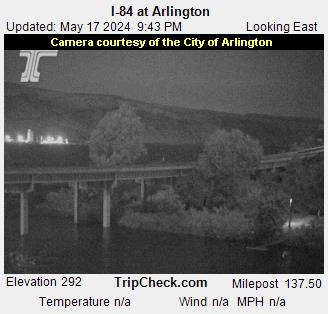 I-84 at Arlington
Updated: May 17 2024 9:43 PM Looking East
Camera courtesy of the City of Arlington
Elevation 292 TripCheck.com Milepost 137.50
Temperature n/a Wind n/a MPH n/a